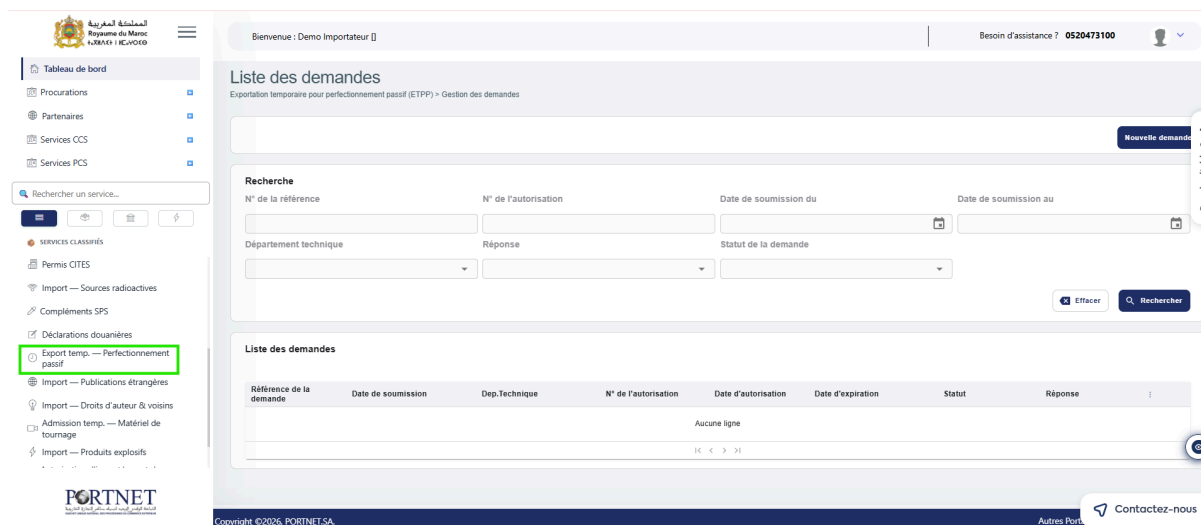 المملكة المغربية
Royaume du Maroc
ⵜⴰⴳⵍⴷⵉⵜ ⵏ ⵍⵎⵖⵔⵉⴱ
Bienvenue : Demo Importateur []
Besoin d'assistance ? 0520473100
Tableau de bord
Procurations
Partenaires
Services CCS
Services PCS
Rechercher un service...
SERVICES CLASSIFIÉS
Permis CITES
Import — Sources radioactives
Compléments SPS
Déclarations douanières
Export temp. — Perfectionnement
passif
Import — Publications étrangères
Import — Droits d'auteur & voisins
Admission temp. — Matériel de
tournage
Import — Produits explosifs
PORTNET
Liste des demandes
Exportation temporaire pour perfectionnement passif (ETPP) > Gestion des demandes
Nouvelle demande
Recherche
N° de la référence
N° de l'autorisation
Date de soumission du
Date de soumission au
Département technique
Réponse
Statut de la demande
Effacer
Rechercher
Liste des demandes
Référence de la
demande
Date de soumission
Dep.Technique
N° de l'autorisation
Date d'autorisation
Date d'expiration
Statut
Réponse
Aucune ligne
Copyright ©2026, PORTNET.SA.
Autres Port
Contactez-nous